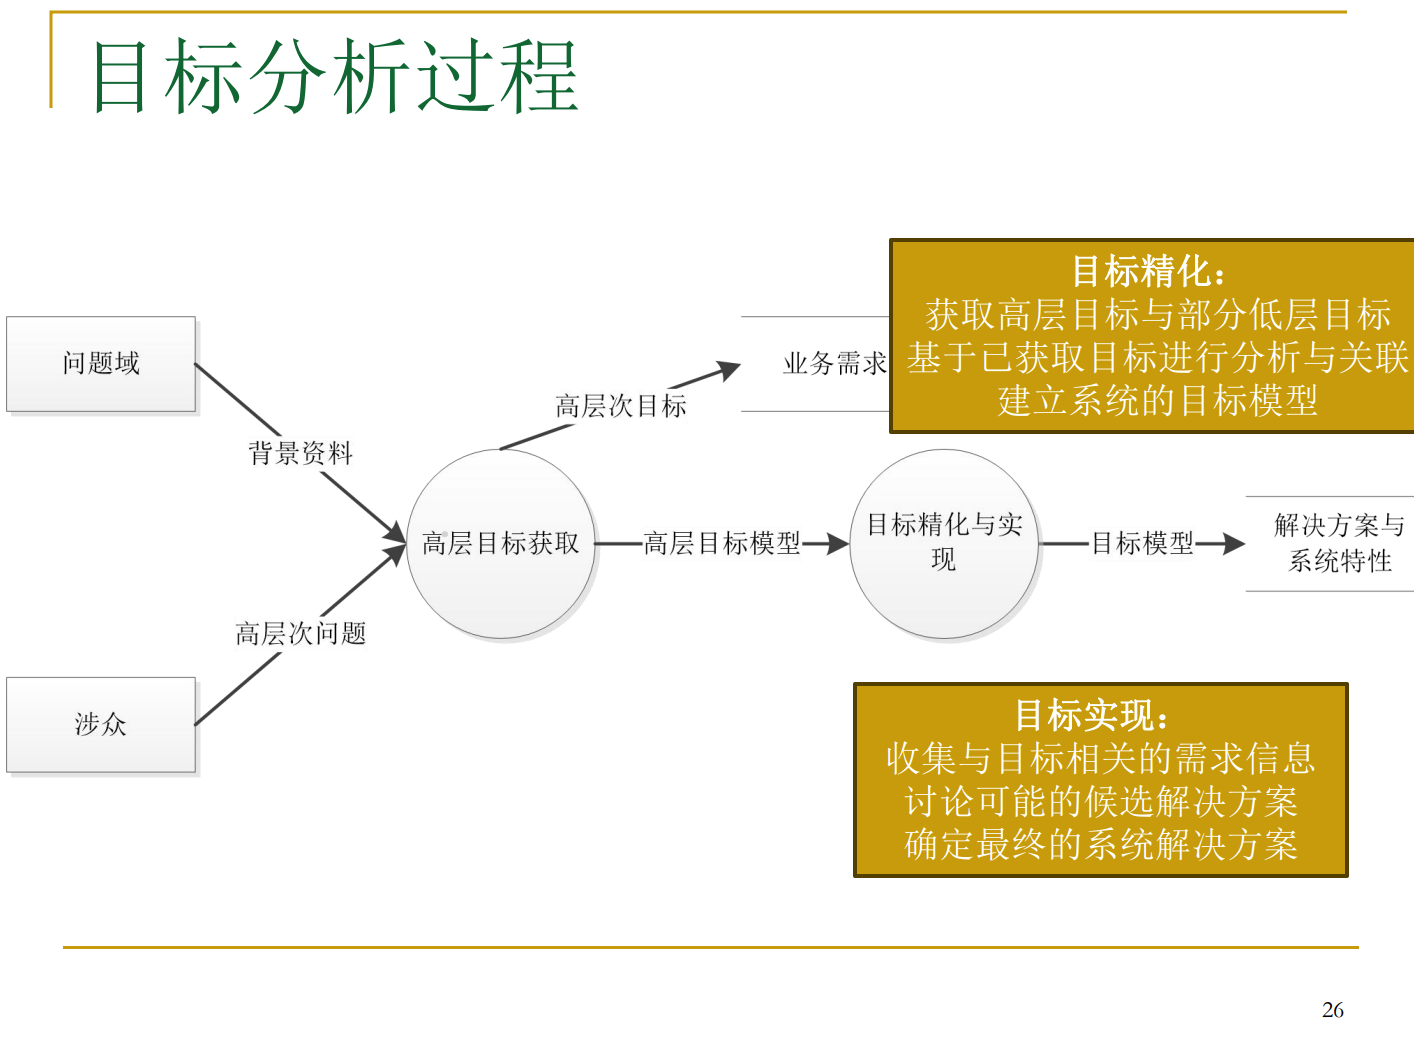 目标分析过程
目标精化：
获取高层目标与部分低层目标
基于已获取目标进行分析与关联
建立系统的目标模型
问题域
业务需求
高层次目标
背景资料
高层目标获取
高层目标模型
目标精化与实
现
目标模型
解决方案与
系统特性
高层次问题
涉众
目标实现：
收集与目标相关的需求信息
讨论可能的候选解决方案
确定最终的系统解决方案
26